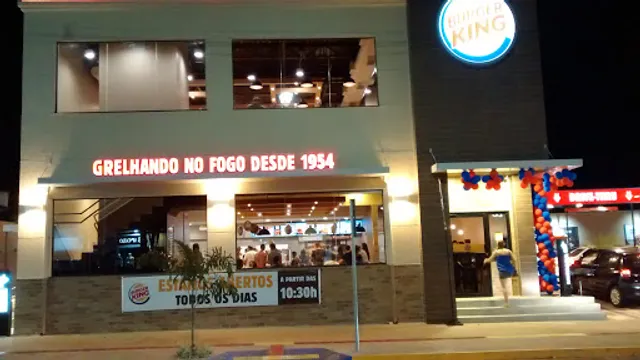 BURGER
KING
GRELHANDO NO FOGO DESDE 1954
ESTAMOS ABERTOS
TODOS OS DIAS
A PARTIR DAS
10:30h